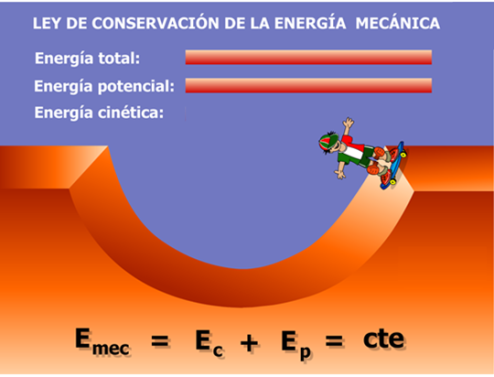 LEY DE CONSERVACIÓN DE LA ENERGÍA MECÁNICA
Energía total:
Energía potencial:
Energía cinética:
Emec = Ec + Ep = cte